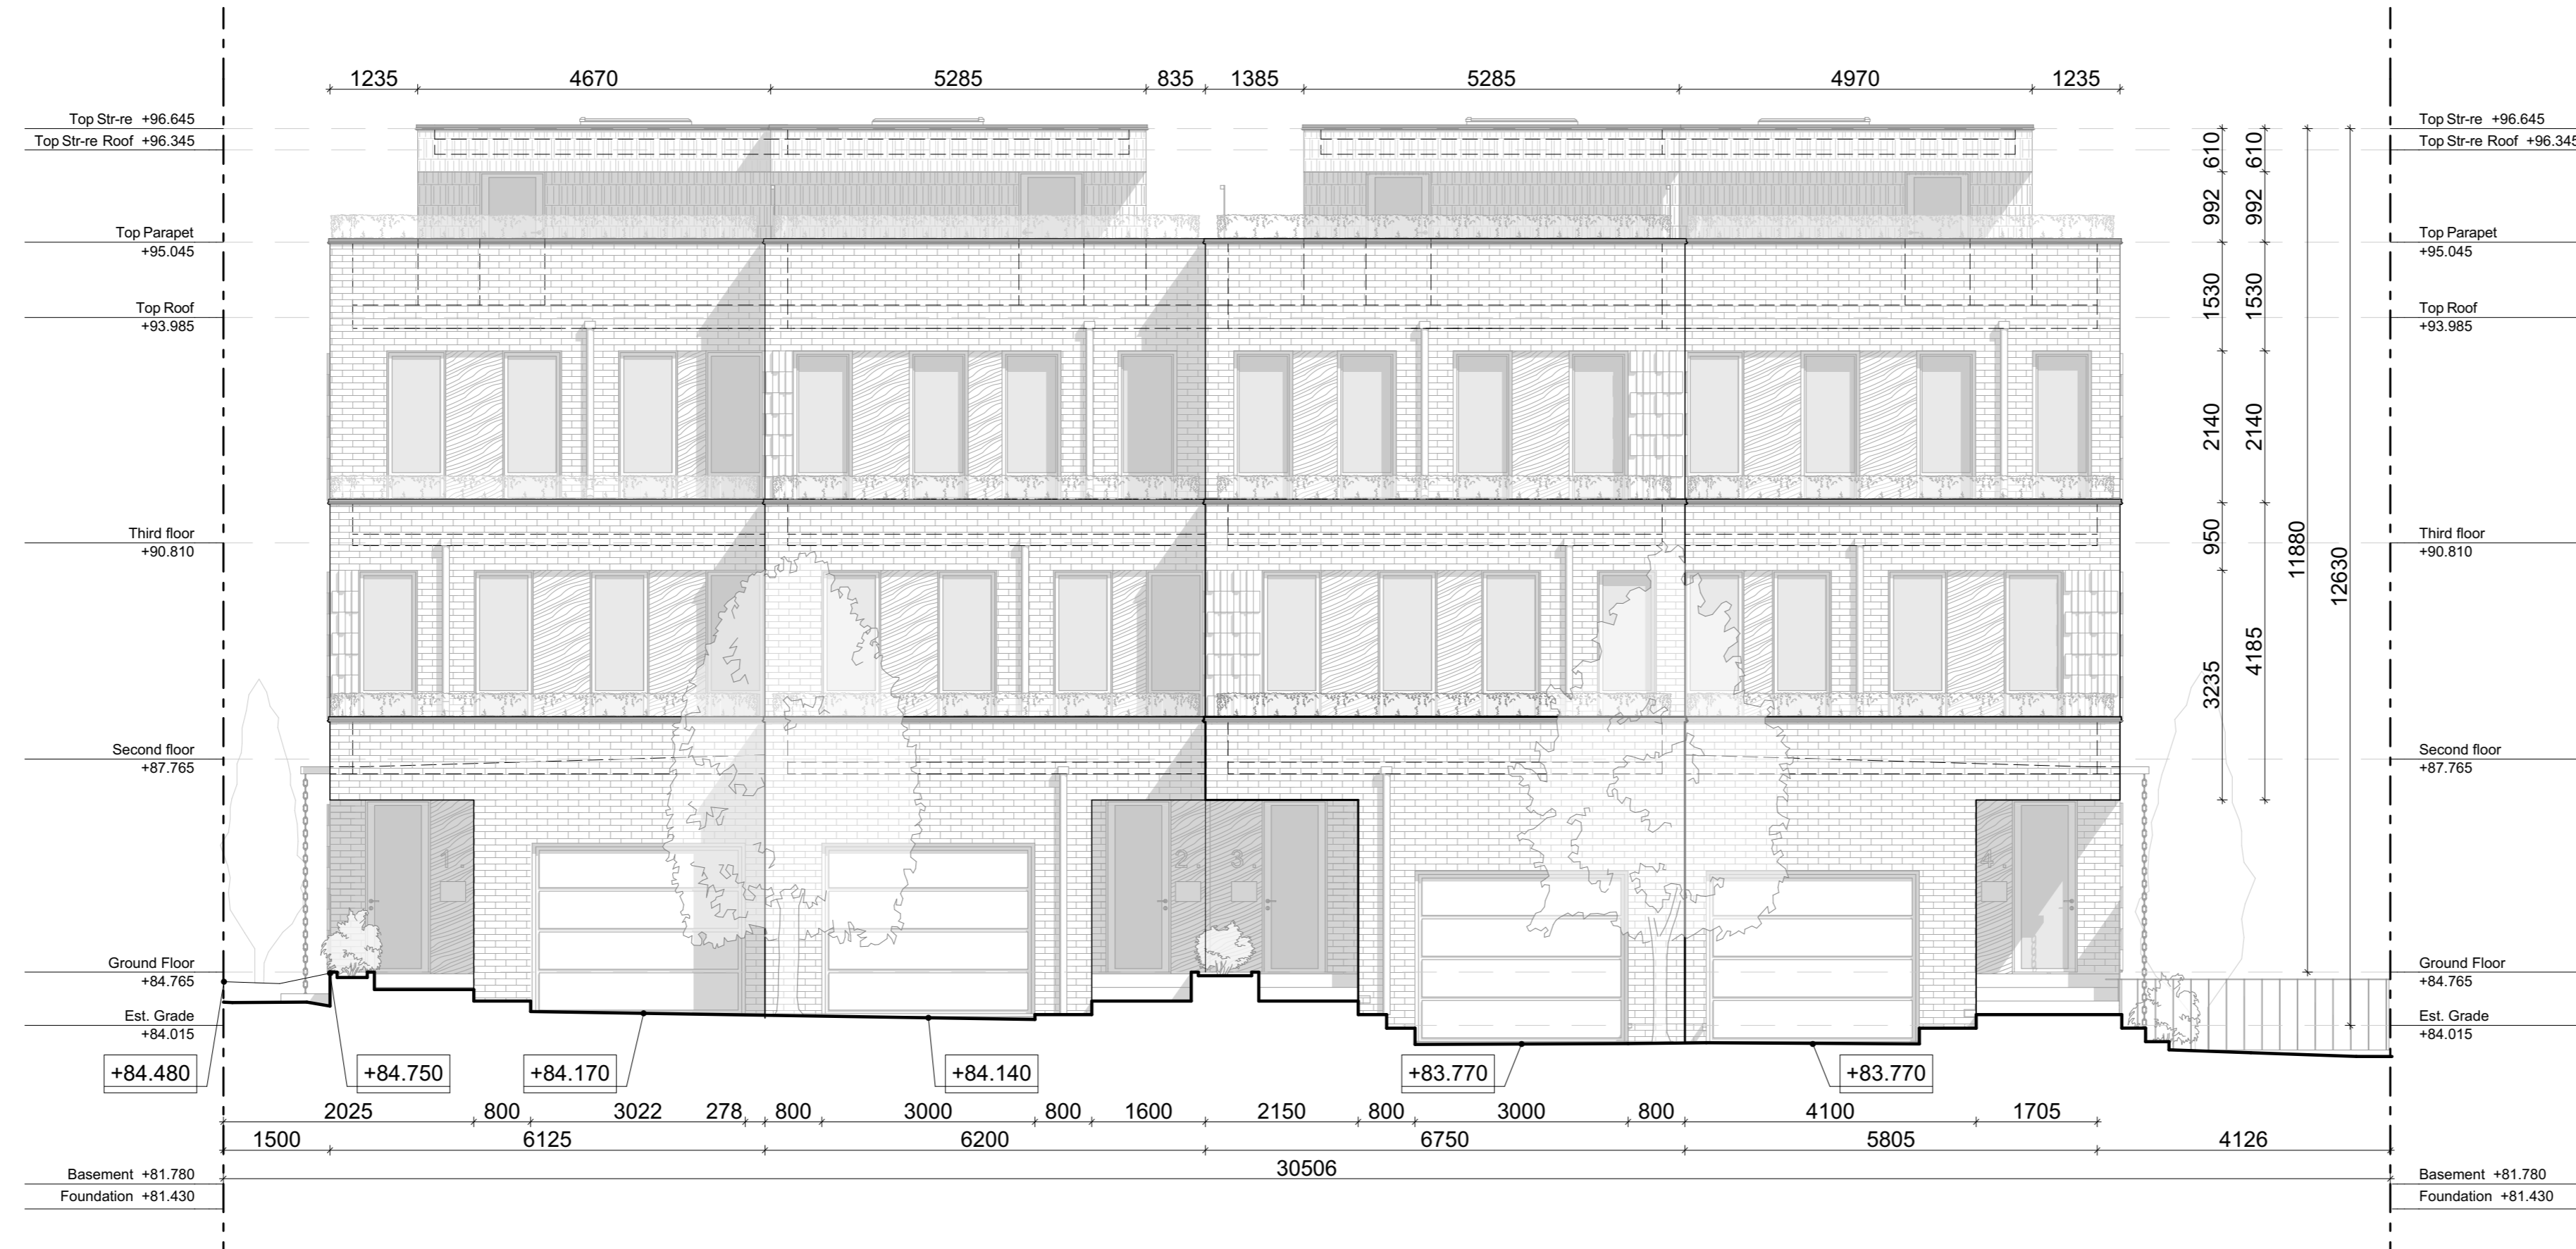 1235 4670 5285 835 1385 5285 4970 1235
Top Str-re +96.645
Top Str-re Roof +96.345
Top Parapet
+95.045
Top Roof
+93.985
Third floor
+90.810
Second floor
+87.765
Ground Floor
+84.765
Est. Grade
+84.015
Top Str-re +96.645
Top Str-re Roof +96.345
Top Parapet
+95.045
Top Roof
+93.985
Third floor
+90.810
Second floor
+87.765
Ground Floor
+84.765
Est. Grade
+84.015
610 992 1530 2140 950 3235
610 992 1530 2140 4185
11880
12630
1 2 3 4
+84.480 +84.750 +84.170 +84.140 +83.770 +83.770
2025 800 3022 278 800 3000 800 1600 2150 800 3000 800 4100 1705
1500 6125 6200 6750 5805 4126
30506
Basement +81.780
Foundation +81.430
Basement +81.780
Foundation +81.430